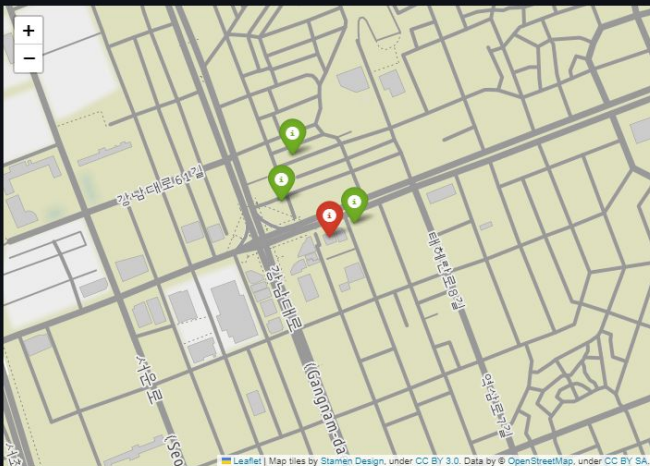 +
−
i
i
i
i
강남대로61길
테헤란로8길
강남대로
(Gangnam-da
서운로
(Seo
역삼로7길
서초
Leaflet | Map tiles by Stamen Design, under CC BY 3.0. Data by © OpenStreetMap, under CC BY SA.